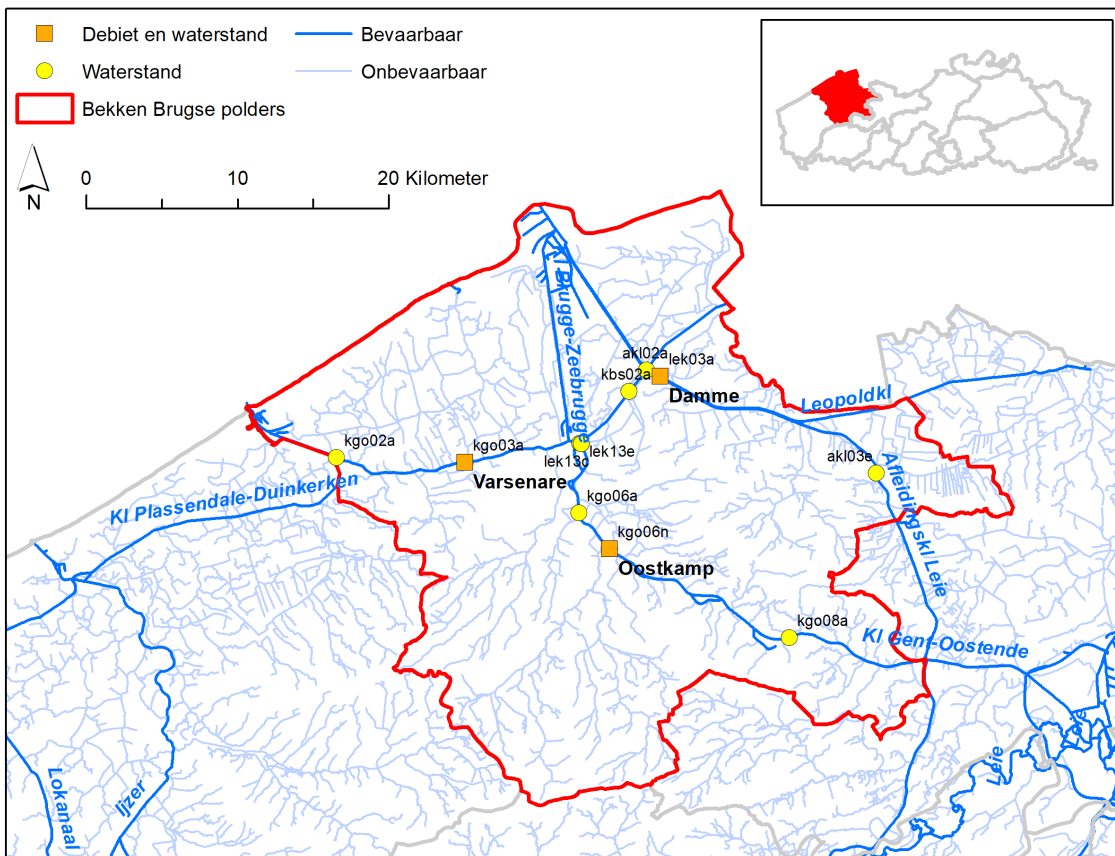 Debiet en waterstand
Bevaarbaar
Waterstand
Onbevaarbaar
Bekken Brugse polders
0
10
20 Kilometer
N
Kl Brugge-Zeebrugge
akl02a
lek03a
kbs02a
Damme
Leopoldkl
kgo02a
kgo03a
lek13e
lek13c
akl03e
Varsenare
Kl Plassendale-Duinkerken
kgo06a
Afleidingskl Leie
kgo06n
Oostkamp
kgo08a
Kl Gent-Oostende
Leie
Leie
Ijzer
Lokanaal